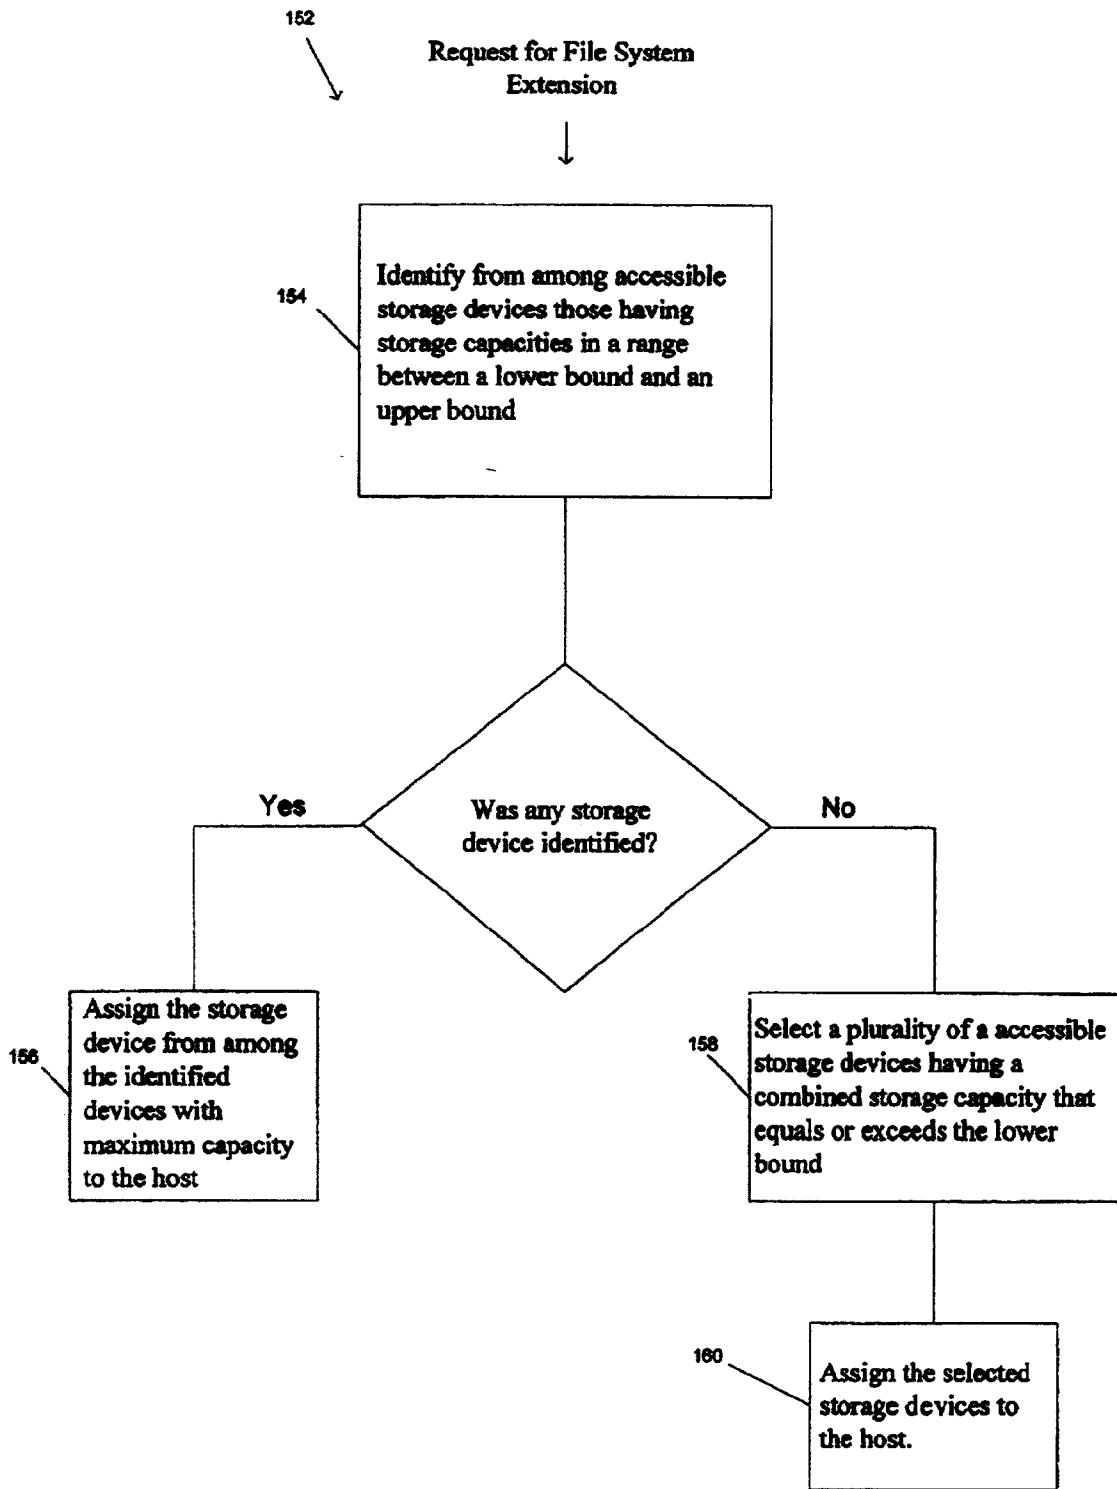 152
Request for File System
Extension
154
Identify from among accessible
storage devices those having
storage capacities in a range
between a lower bound and an
upper bound
Was any storage
device identified?
Yes
No
156
Assign the storage
device from among
the identified
devices with
maximum capacity
to the host
158
Select a plurality of a accessible
storage devices having a
combined storage capacity that
equals or exceeds the lower
bound
160
Assign the selected
storage devices to
the host.